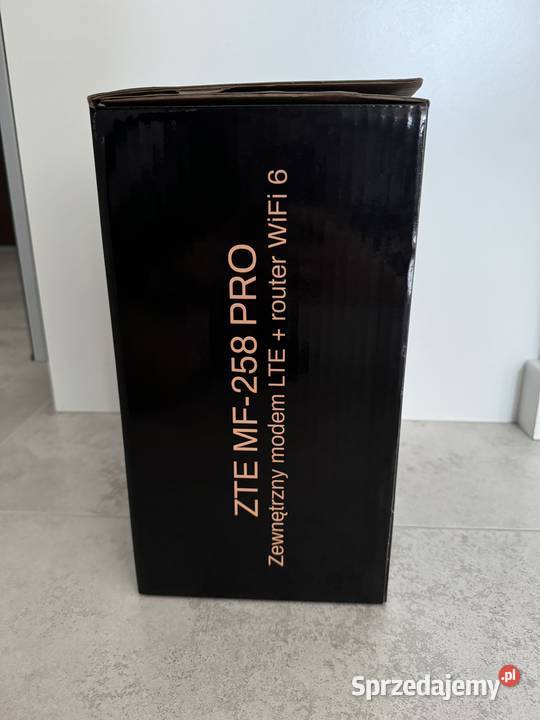 ZTE MF-258 PRO
Zewnętrzny modem LTE + router WiFi 6
Sprzedajemy.pl